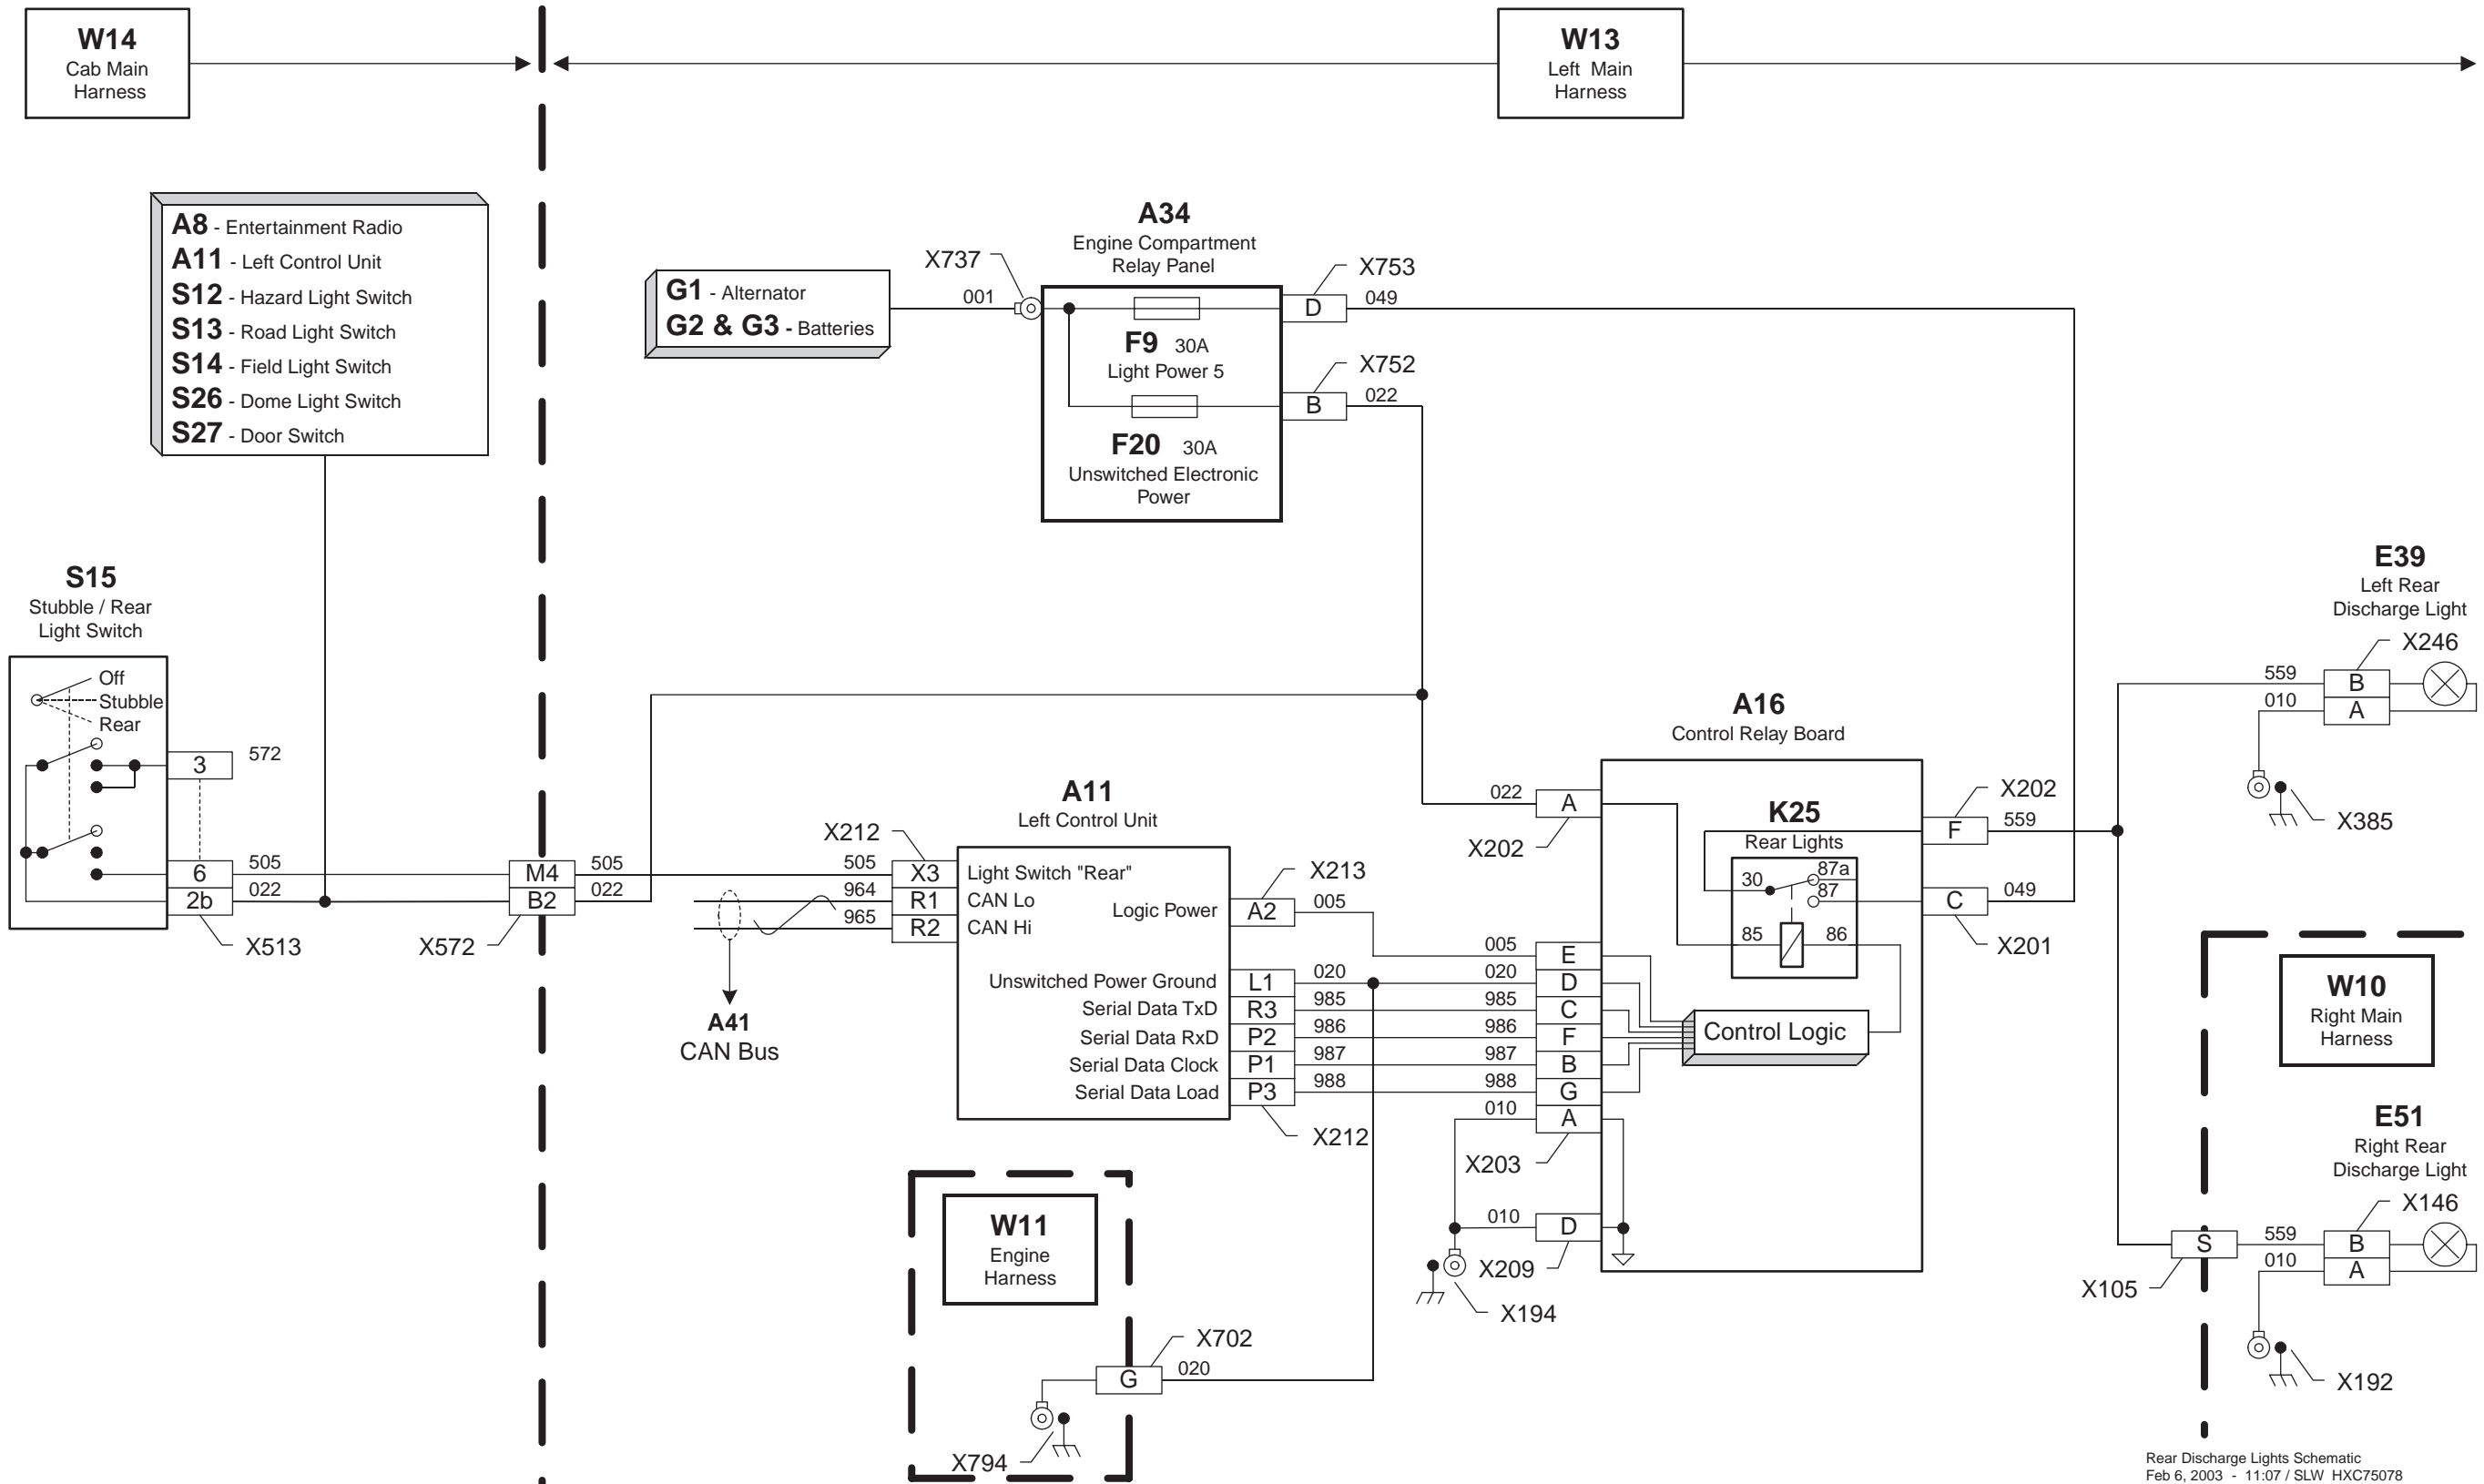 W14
Cab Main
Harness
W13
Left Main
Harness
A8 - Entertainment Radio
A11 - Left Control Unit
S12 - Hazard Light Switch
S13 - Road Light Switch
S14 - Field Light Switch
S26 - Dome Light Switch
S27 - Door Switch
G1 - Alternator
G2 & G3 - Batteries
001
X737
A34
Engine Compartment
Relay Panel
F9 30A
Light Power 5
F20 30A
Unswitched Electronic
Power
D
X753
049
B
X752
022
S15
Stubble / Rear
Light Switch
Off
Stubble
Rear
3
572
6
505
2b
022
X513
M4
505
B2
022
X572
A11
Left Control Unit
X212
505
X3
Light Switch "Rear"
964
R1
CAN Lo
965
R2
CAN Hi
A41
CAN Bus
Logic Power
A2
X213
005
Unswitched Power Ground
L1
020
Serial Data TxD
R3
985
Serial Data RxD
P2
986
Serial Data Clock
P1
987
Serial Data Load
P3
988
X212
A16
Control Relay Board
022
A
X202
005
E
020
D
985
C
986
F
987
B
988
G
010
A
X203
010
D
X209
X194
K25
Rear Lights
30
87a
87
85
86
Control Logic
F
X202
559
C
049
X201
W11
Engine
Harness
X702
G
020
X794
E39
Left Rear
Discharge Light
X246
559
B
010
A
X385
W10
Right Main
Harness
E51
Right Rear
Discharge Light
X146
S
559
B
010
A
X105
X192
Rear Discharge Lights Schematic
Feb 6, 2003 - 11:07 / SLW HXC75078